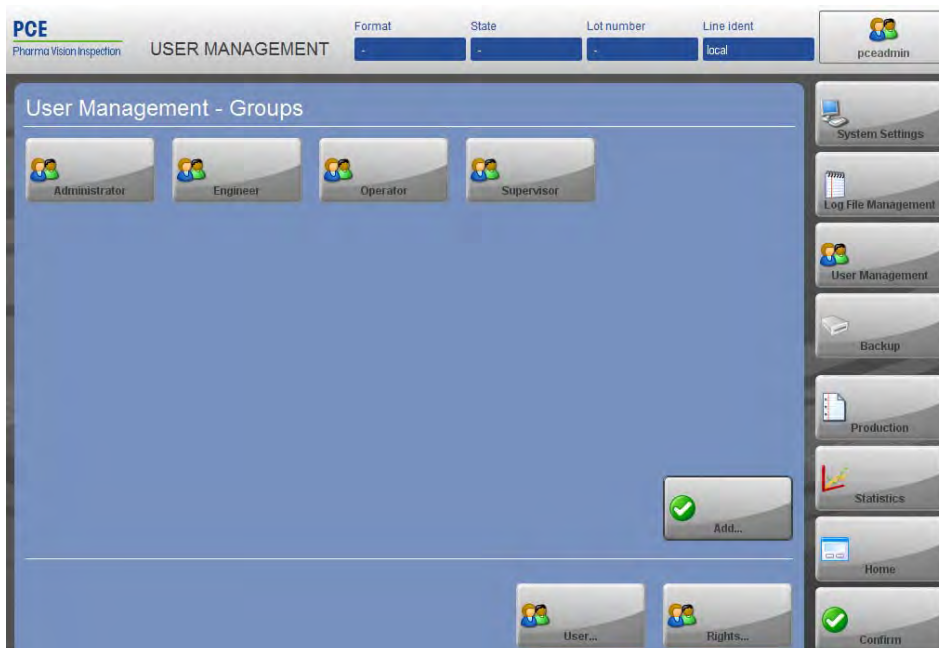 PCE
Pharma Vision Inspection
USER MANAGEMENT
Format
-
State
-
Lot number
-
Line ident
local
pceadmin
User Management - Groups
Administrator
Engineer
Operator
Supervisor
Add...
User...
Rights...
System Settings
Log File Management
User Management
Backup
Production
Statistics
Home
Confirm